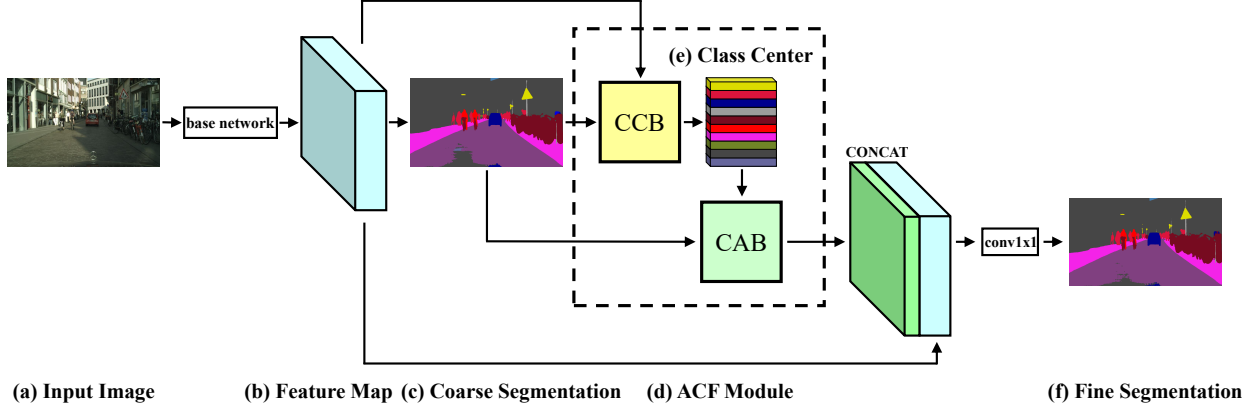 (e) Class Center
base network
CCB
CONCAT
CAB
conv1x1
(a) Input Image
(b) Feature Map
(c) Coarse Segmentation
(d) ACF Module
(f) Fine Segmentation